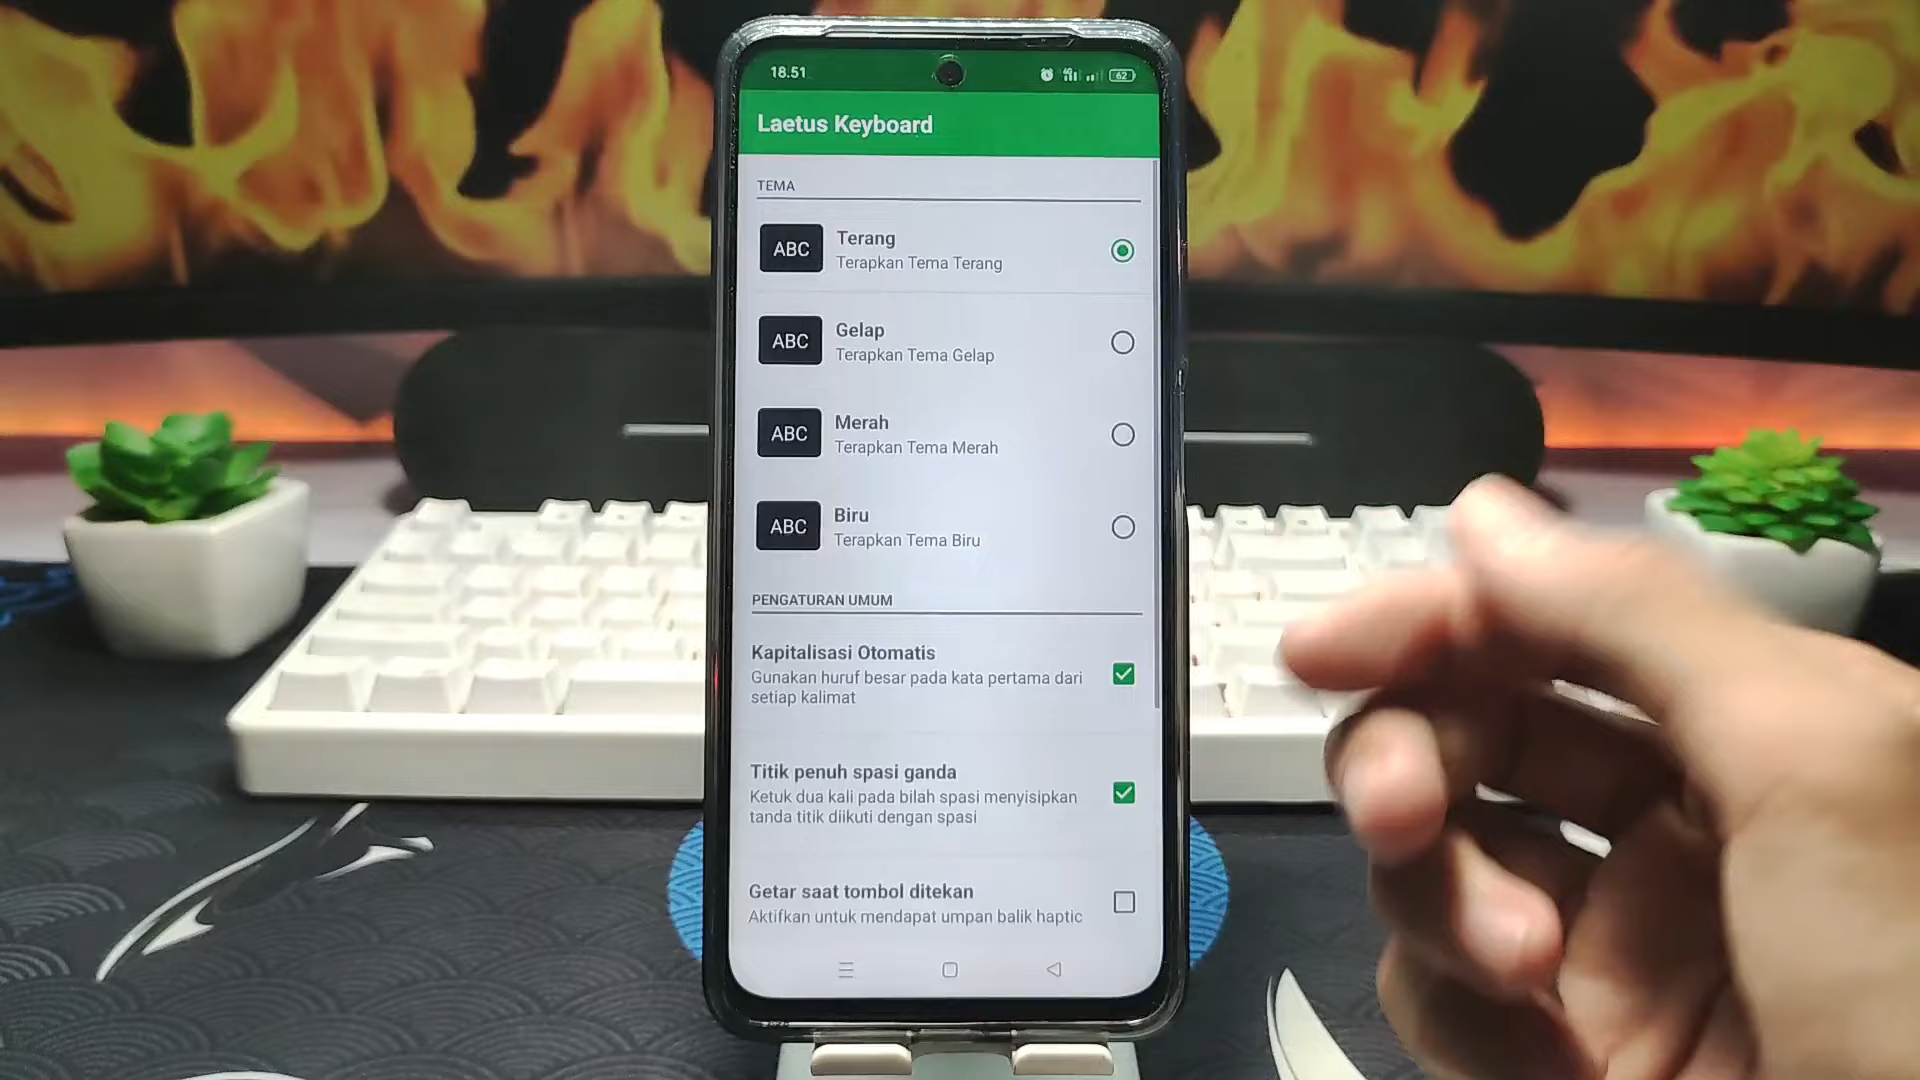 18.51
62
Laetus Keyboard
TEMA
ABC
Terang
Terapkan Tema Terang
ABC
Gelap
Terapkan Tema Gelap
ABC
Merah
Terapkan Tema Merah
ABC
Biru
Terapkan Tema Biru
PENGATURAN UMUM
Kapitalisasi Otomatis
Gunakan huruf besar pada kata pertama dari
setiap kalimat
Titik penuh spasi ganda
Ketuk dua kali pada bilah spasi menyisipkan
tanda titik diikuti dengan spasi
Getar saat tombol ditekan
Aktifkan untuk mendapat umpan balik haptic